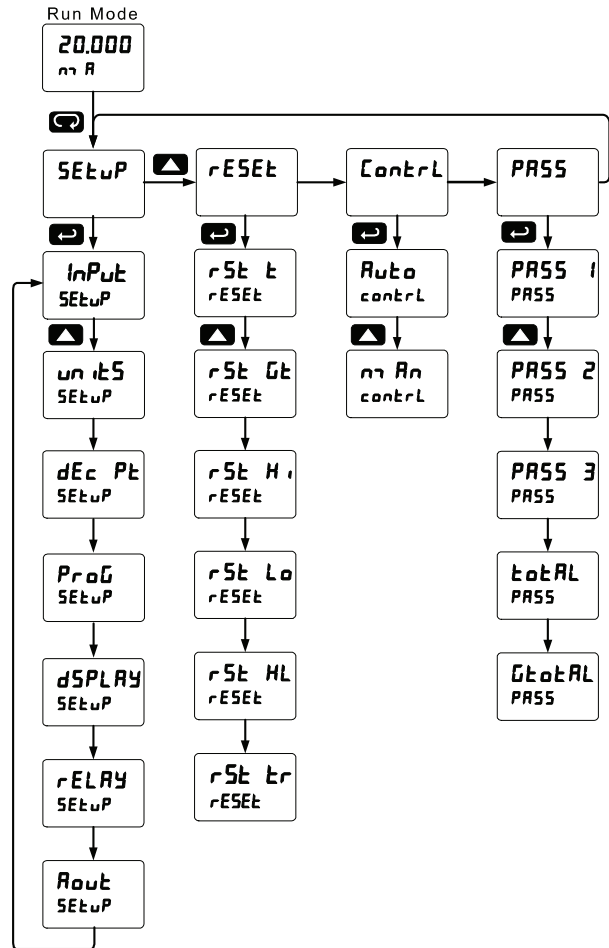 Run Mode
20.000
mA
SEtuP
rESEt
ContrL
PASS
InPut
SEtuP
rSt t
rESEt
Auto
contrL
PASS 1
PASS
unitS
SEtuP
rSt Gt
rESEt
mAn
contrL
PASS 2
PASS
dEc Pt
SEtuP
rSt Hi
rESEt
PASS 3
PASS
ProG
SEtuP
rSt Lo
rESEt
totAL
PASS
dSPLAY
SEtuP
rSt HL
rESEt
GtotAL
PASS
rELAY
SEtuP
rSt tr
rESEt
Aout
SEtuP